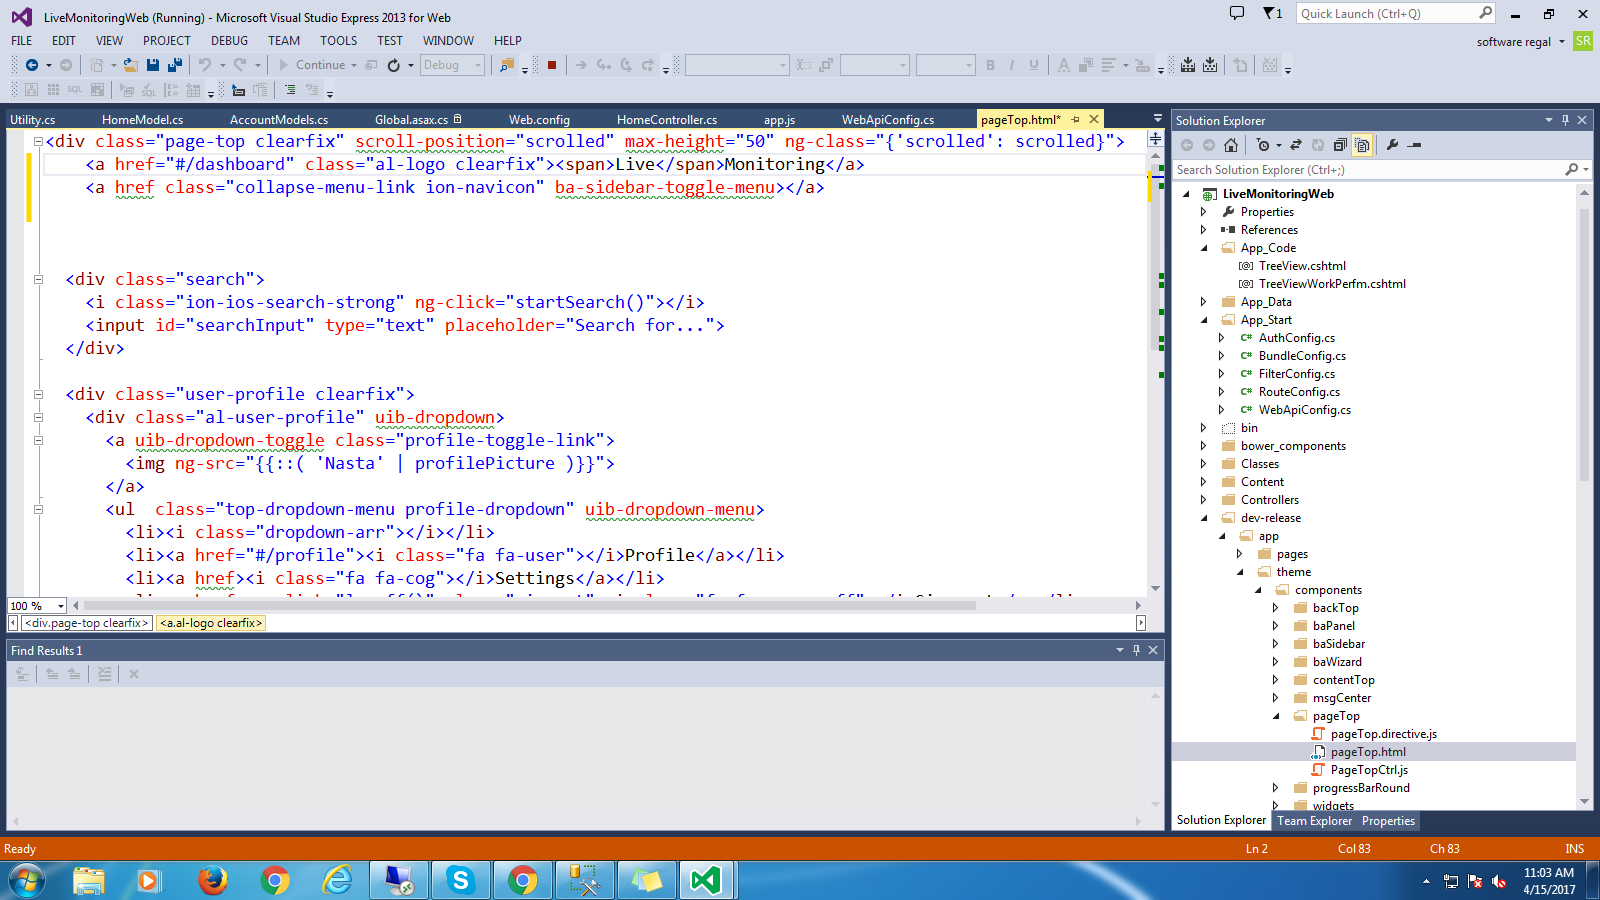 LiveMonitoringWeb (Running) - Microsoft Visual Studio Express 2013 for Web
1
Quick Launch (Ctrl+Q)
FILE EDIT VIEW PROJECT DEBUG TEAM TOOLS TEST WINDOW HELP
software regal SR
Continue Debug
B I U A
SQL SQL
Utility.cs HomeModel.cs AccountModels.cs Global.asax.cs Web.config HomeController.cs app.js WebApiConfig.cs pageTop.html*
<div class="page-top clearfix" scroll-position="scrolled" max-height="50" ng-class="{'scrolled': scrolled}">
<a href="#/dashboard" class="al-logo clearfix"><span>Live</span>Monitoring</a>
<a href class="collapse-menu-link ion-navicon" ba-sidebar-toggle-menu></a>
<div class="search">
<i class="ion-ios-search-strong" ng-click="startSearch()"></i>
<input id="searchInput" type="text" placeholder="Search for...">
</div>
<div class="user-profile clearfix">
<div class="al-user-profile" uib-dropdown>
<a uib-dropdown-toggle class="profile-toggle-link">
<img ng-src="{{::( 'Nasta' | profilePicture )}}">
</a>
<ul  class="top-dropdown-menu profile-dropdown" uib-dropdown-menu>
<li><i class="dropdown-arr"></i></li>
<li><a href="#/profile"><i class="fa fa-user"></i>Profile</a></li>
<li><a href><i class="fa fa-cog"></i>Settings</a></li>
100 %
<div.page-top clearfix> <a.al-logo clearfix>
Find Results 1
Solution Explorer
Search Solution Explorer (Ctrl+;)
LiveMonitoringWeb
Properties
References
App_Code
TreeView.cshtml
TreeViewWorkPerfm.cshtml
App_Data
App_Start
C# AuthConfig.cs
C# BundleConfig.cs
C# FilterConfig.cs
C# RouteConfig.cs
C# WebApiConfig.cs
bin
bower_components
Classes
Content
Controllers
dev-release
app
pages
theme
components
backTop
baPanel
baSidebar
baWizard
contentTop
msgCenter
pageTop
pageTop.directive.js
pageTop.html
PageTopCtrl.js
progressBarRound
widgets
Solution Explorer Team Explorer Properties
Ready Ln 2 Col 83 Ch 83 INS
11:03 AM
4/15/2017